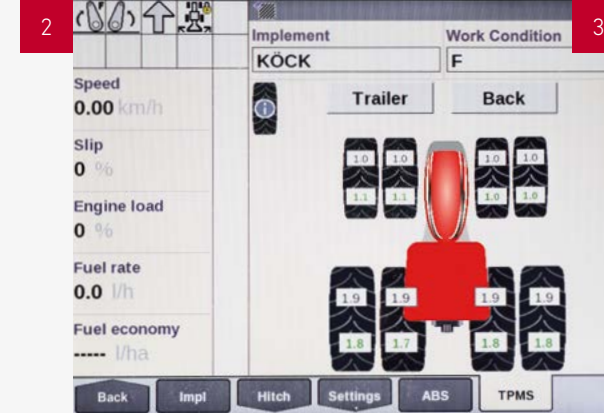 2
3
F
Implement
Work Condition
KÖCK
F
Speed
0.00 km/h
Slip
0 %
Engine load
0 %
Fuel rate
0.0 l/h
Fuel economy
----- l/ha
Trailer
Back
1.0 1.0 1.0 1.0
1.1 1.1 1.0 1.0
1.9 1.9 1.9 1.9
1.8 1.7 1.8 1.8
Back
Impl
Hitch
Settings
ABS
TPMS